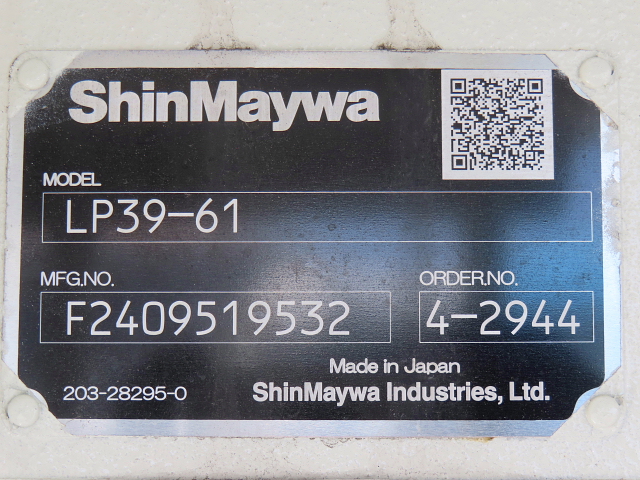 ShinMaywa
MODEL
LP39-61
MFG.NO.
F2409519532
ORDER.NO.
4-2944
Made in Japan
203-28295-0
ShinMaywa Industries, Ltd.